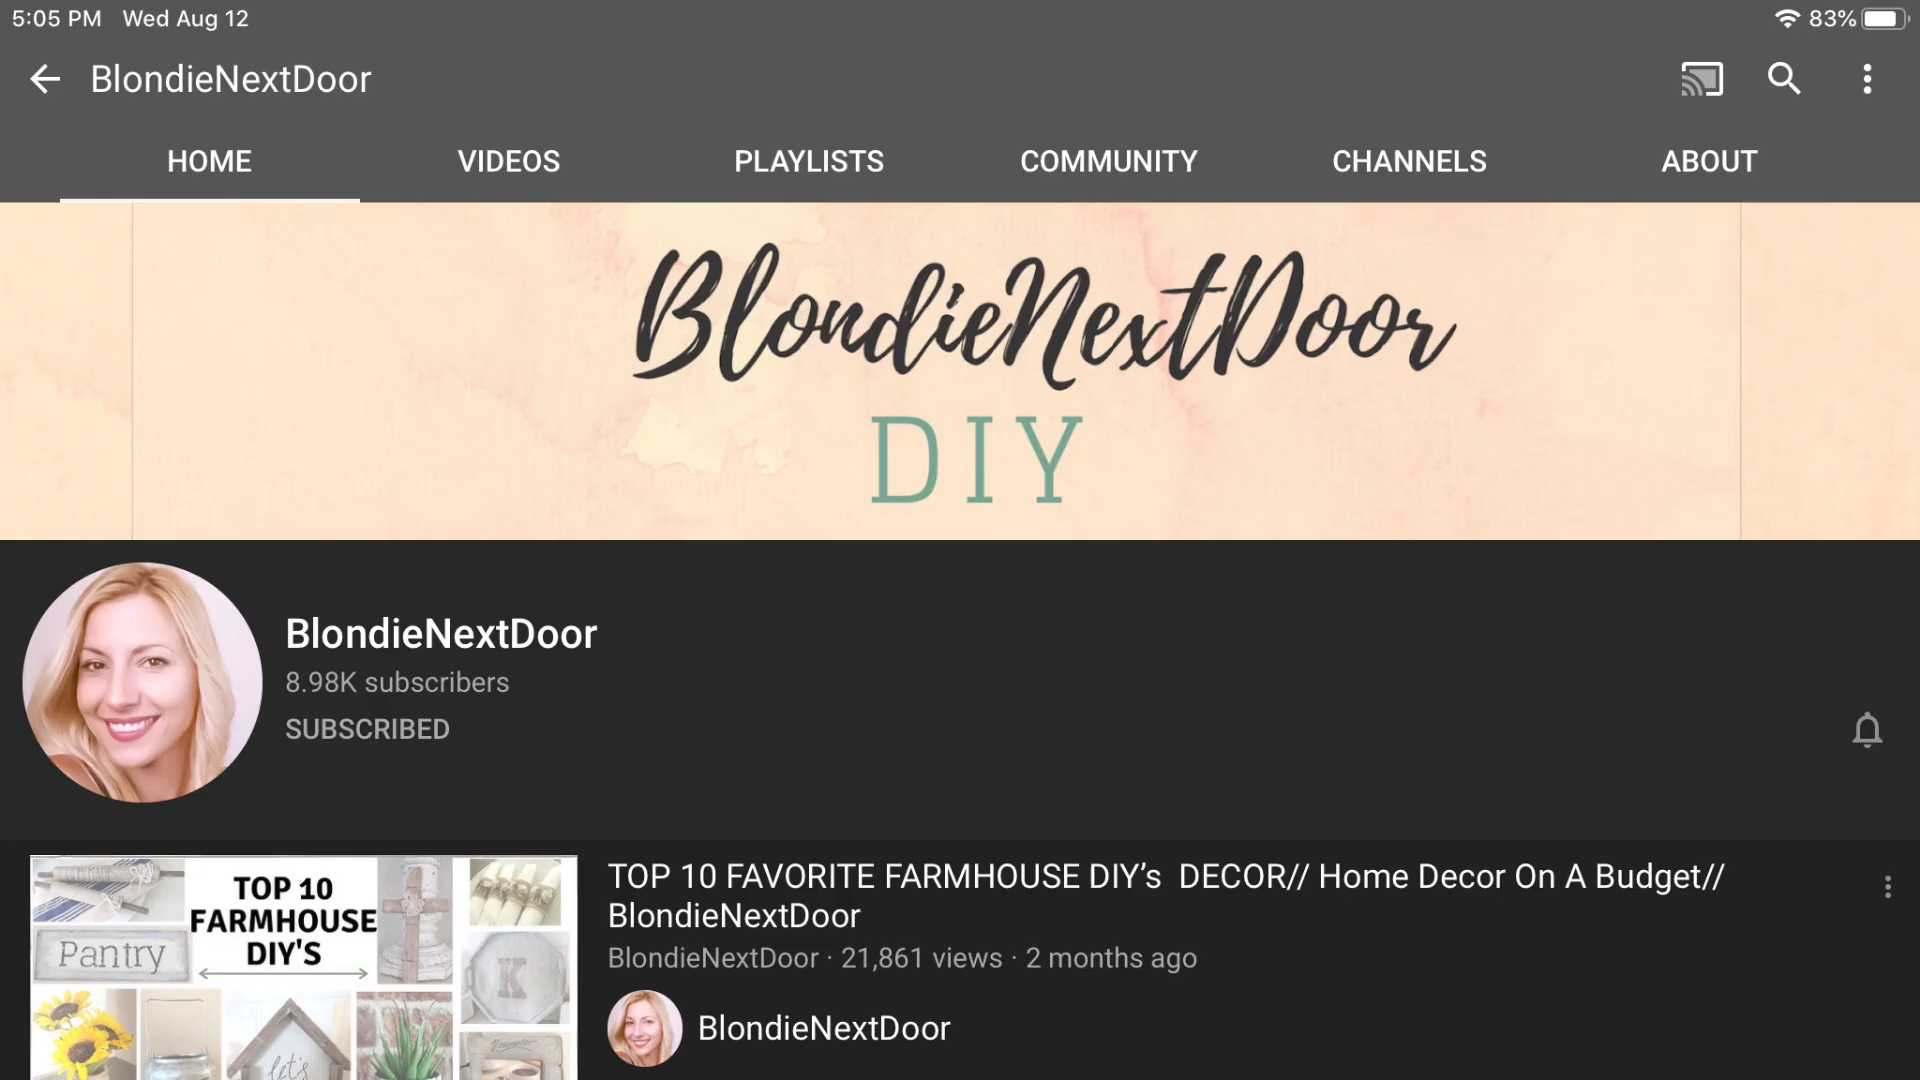 5:05 PM Wed Aug 12
83%
BlondieNextDoor
HOME VIDEOS PLAYLISTS COMMUNITY CHANNELS ABOUT
BlondieNextDoor
DIY
BlondieNextDoor
8.98K subscribers
SUBSCRIBED
TOP 10
FARMHOUSE
DIY'S
Pantry
K
let's
TOP 10 FAVORITE FARMHOUSE DIY’s  DECOR// Home Decor On A Budget//
BlondieNextDoor
BlondieNextDoor · 21,861 views · 2 months ago
BlondieNextDoor